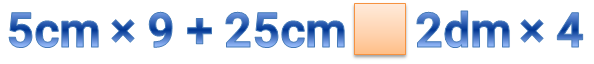 5cm × 9 + 25cm 2dm × 4